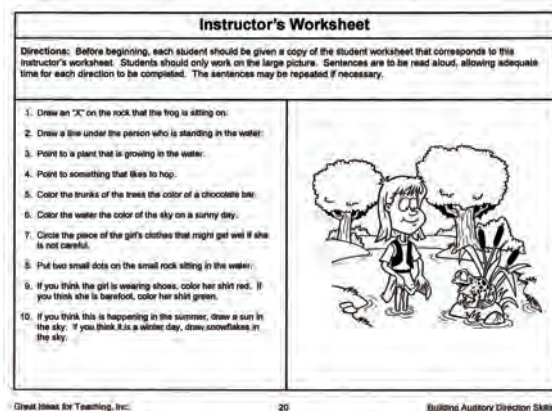 Instructor's Worksheet
Directions: Before beginning, each student should be given a copy of the student worksheet that corresponds to this
instructor's worksheet. Students should only work on the large picture. Sentences are to be read aloud, allowing adequate
time for each direction to be completed. The sentences may be repeated if necessary.
1. Draw an "X" on the rock that the frog is sitting on.
2. Draw a line under the person who is standing in the water.
3. Point to a plant that is growing in the water.
4. Point to something that likes to hop.
5. Color the trunks of the trees the color of a chocolate bar.
6. Color the water the color of the sky on a sunny day.
7. Circle the piece of the girl's clothes that might get wet if she
is not careful.
8. Put two small dots on the small rock sitting in the water.
9. If you think the girl is wearing shoes, color her shirt red. If
you think she is barefoot, color her shirt green.
10. If you think this is happening in the summer, draw a sun in
the sky. If you think it is a winter day, draw snowflakes in
the sky.
Great Ideas for Teaching, Inc.
20
Building Auditory Direction Skills